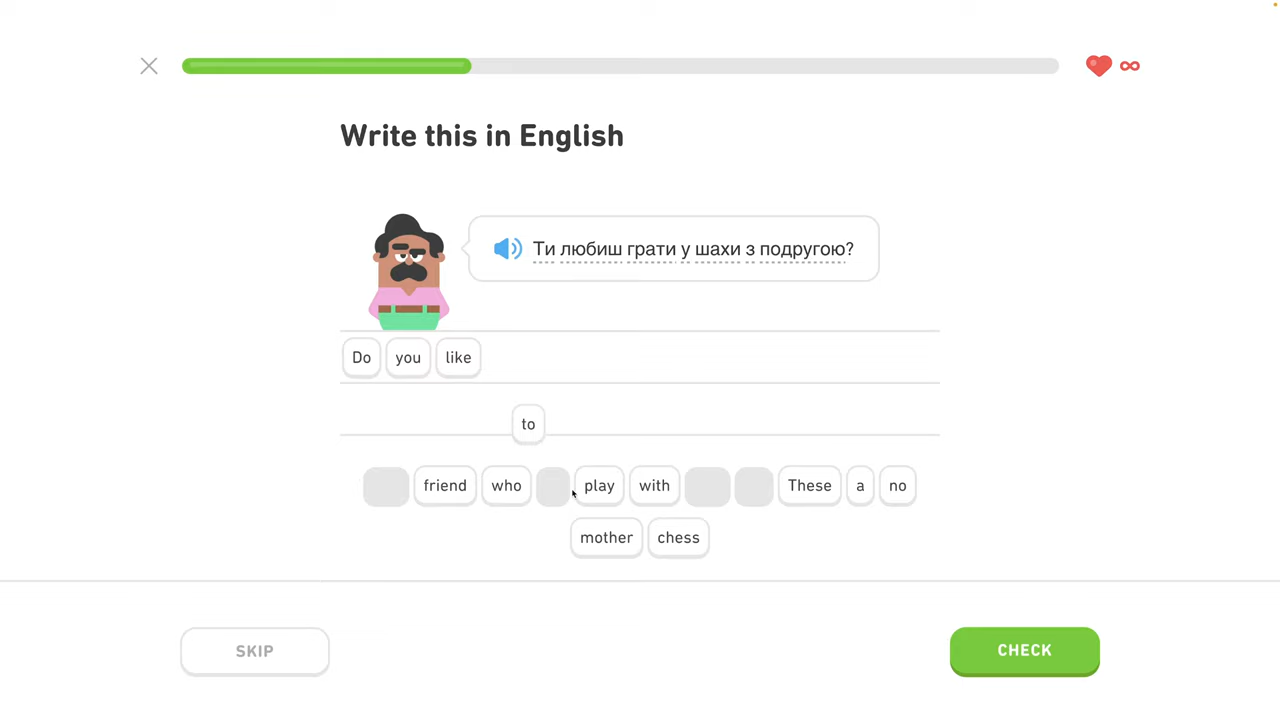 ∞
Write this in English
Ти любиш грати у шахи з подругою?
Do you like
to
friend who play with These a no
mother chess
SKIP CHECK